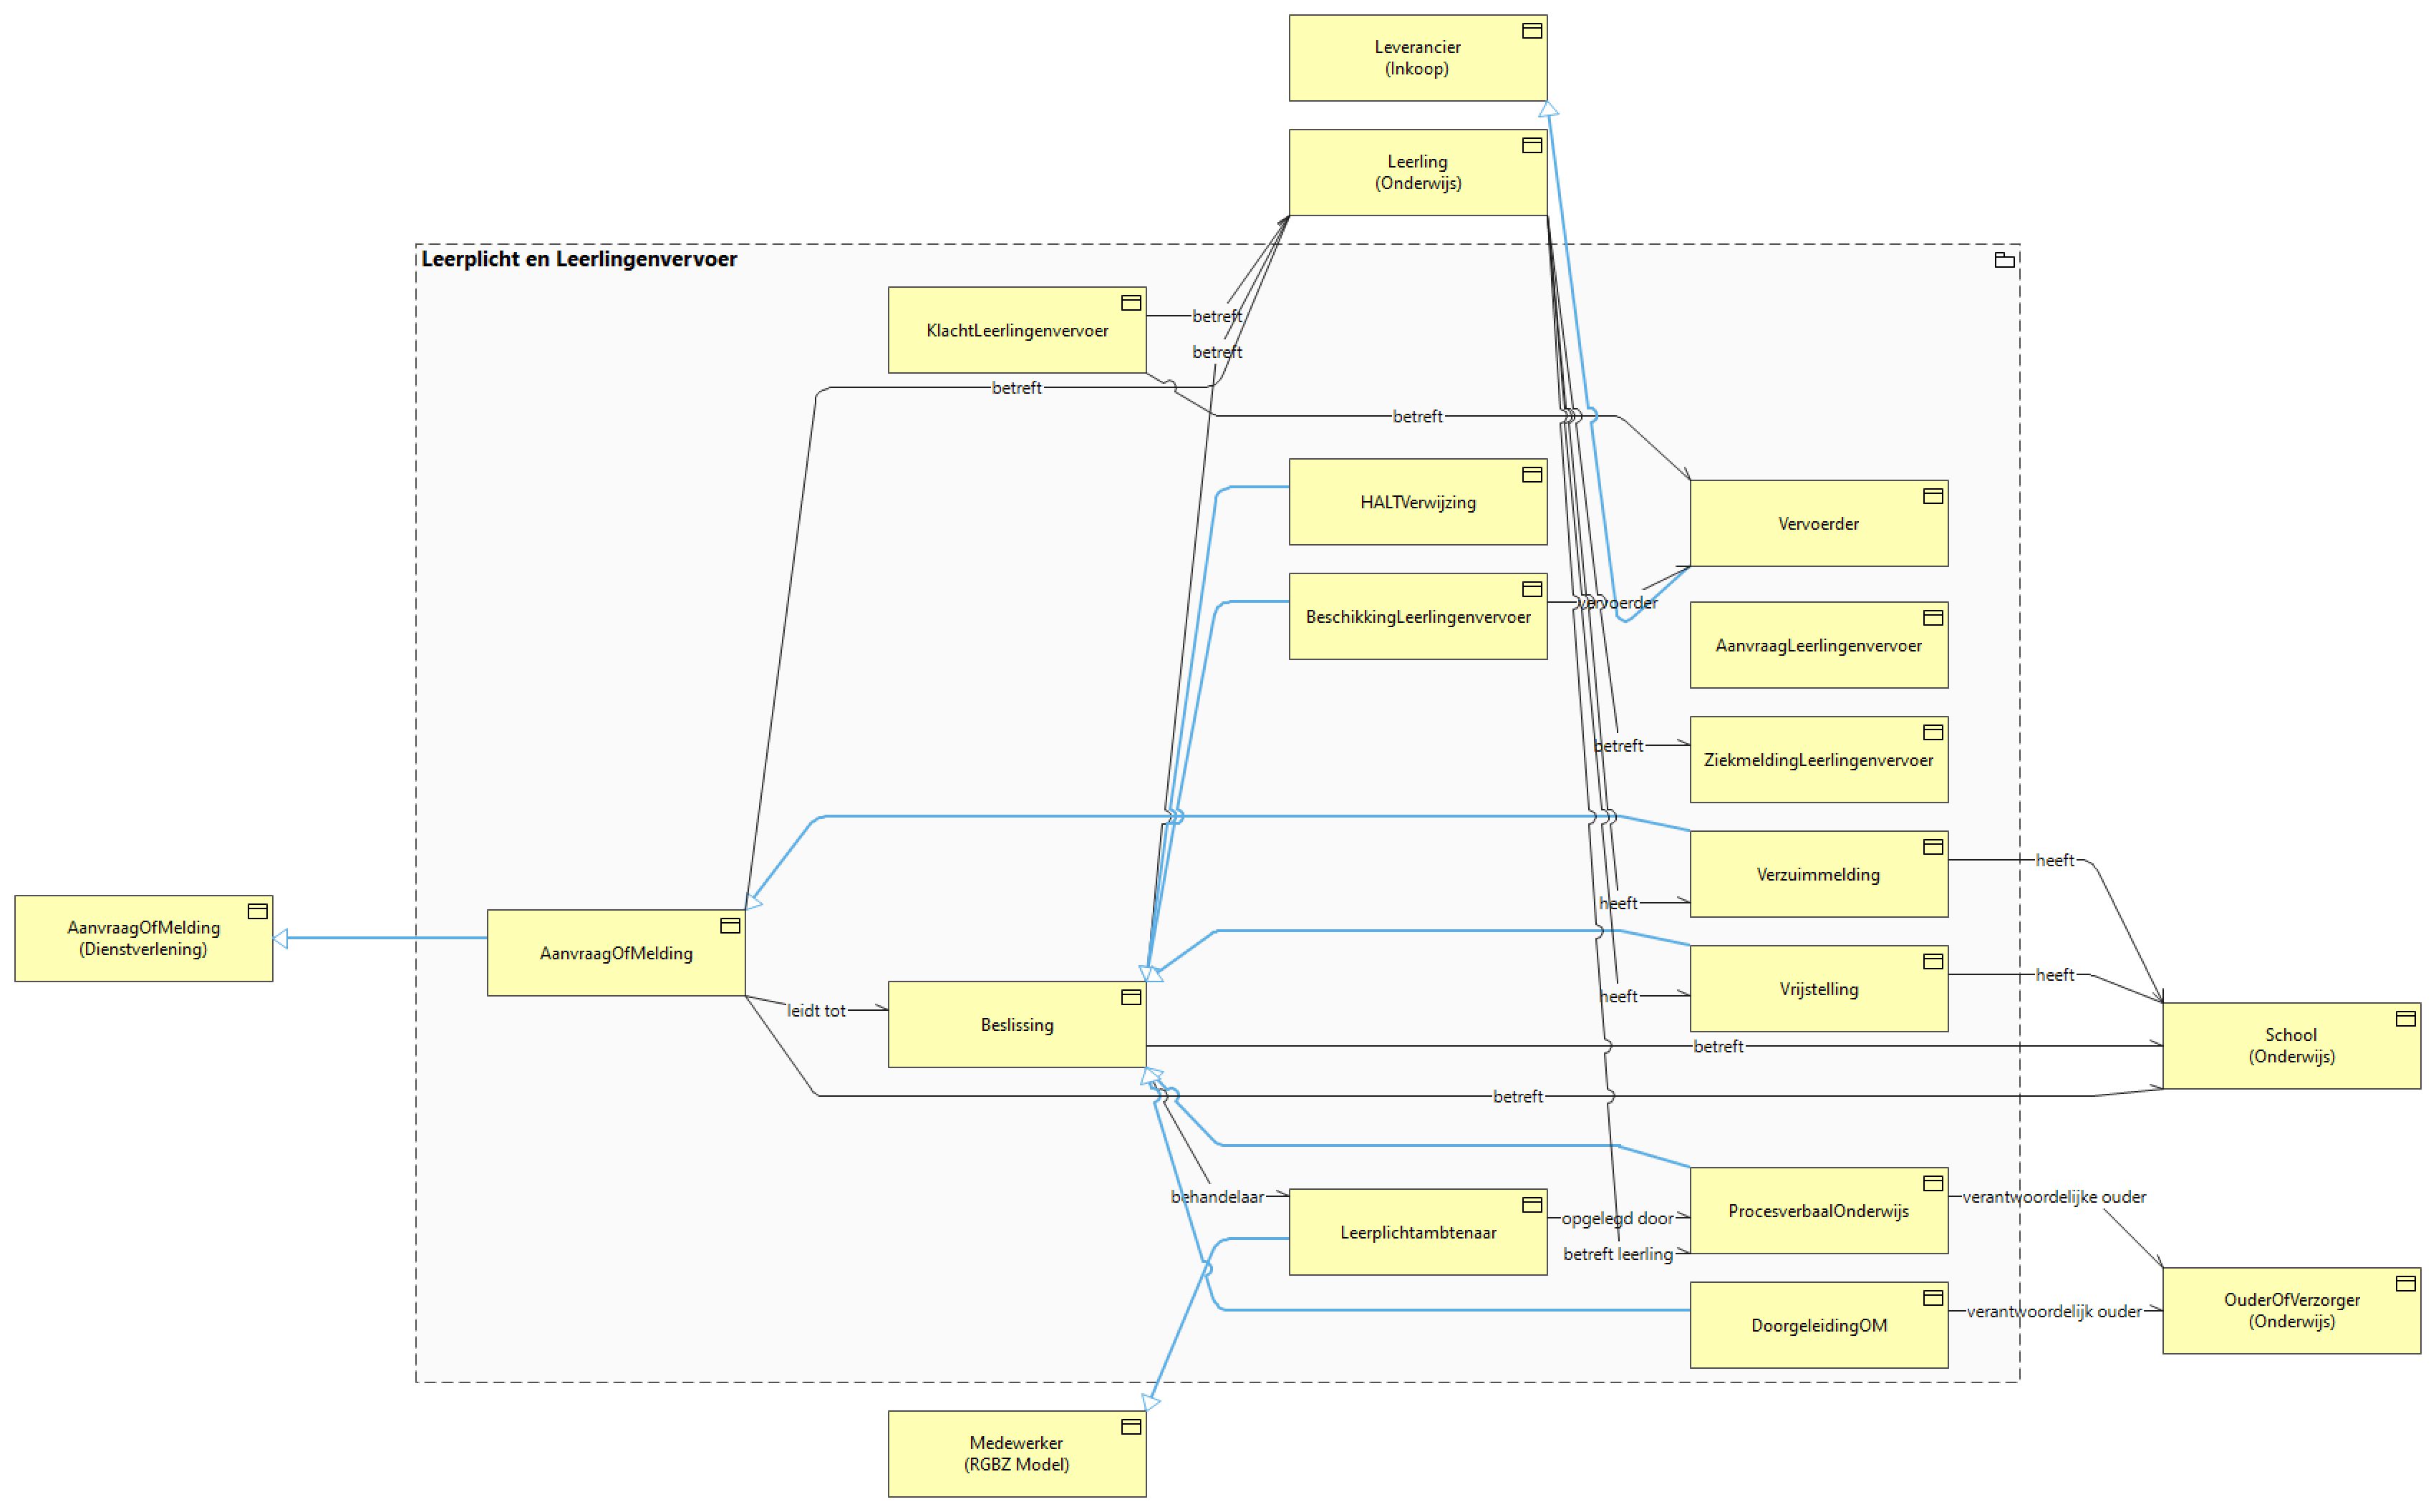 Leverancier
(Inkoop)
Leerling
(Onderwijs)
Leerplicht en Leerlingenvervoer
KlachtLeerlingenvervoer
betreft
betreft
betreft
betreft
HALTVerwijzing
Vervoerder
BeschikkingLeerlingenvervoer
vervoerder
AanvraagLeerlingenvervoer
betreft
ZiekmeldingLeerlingenvervoer
Verzuimmelding
heeft
heeft
AanvraagOfMelding
(Dienstverlening)
AanvraagOfMelding
leidt tot
Beslissing
Vrijstelling
heeft
heeft
betreft
School
(Onderwijs)
betreft
behandelaar
Leerplichtambtenaar
opgelegd door
betreft leerling
ProcesverbaalOnderwijs
verantwoordelijke ouder
DoorgeleidingOM
verantwoordelijk ouder
OuderOfVerzorger
(Onderwijs)
Medewerker
(RGBZ Model)